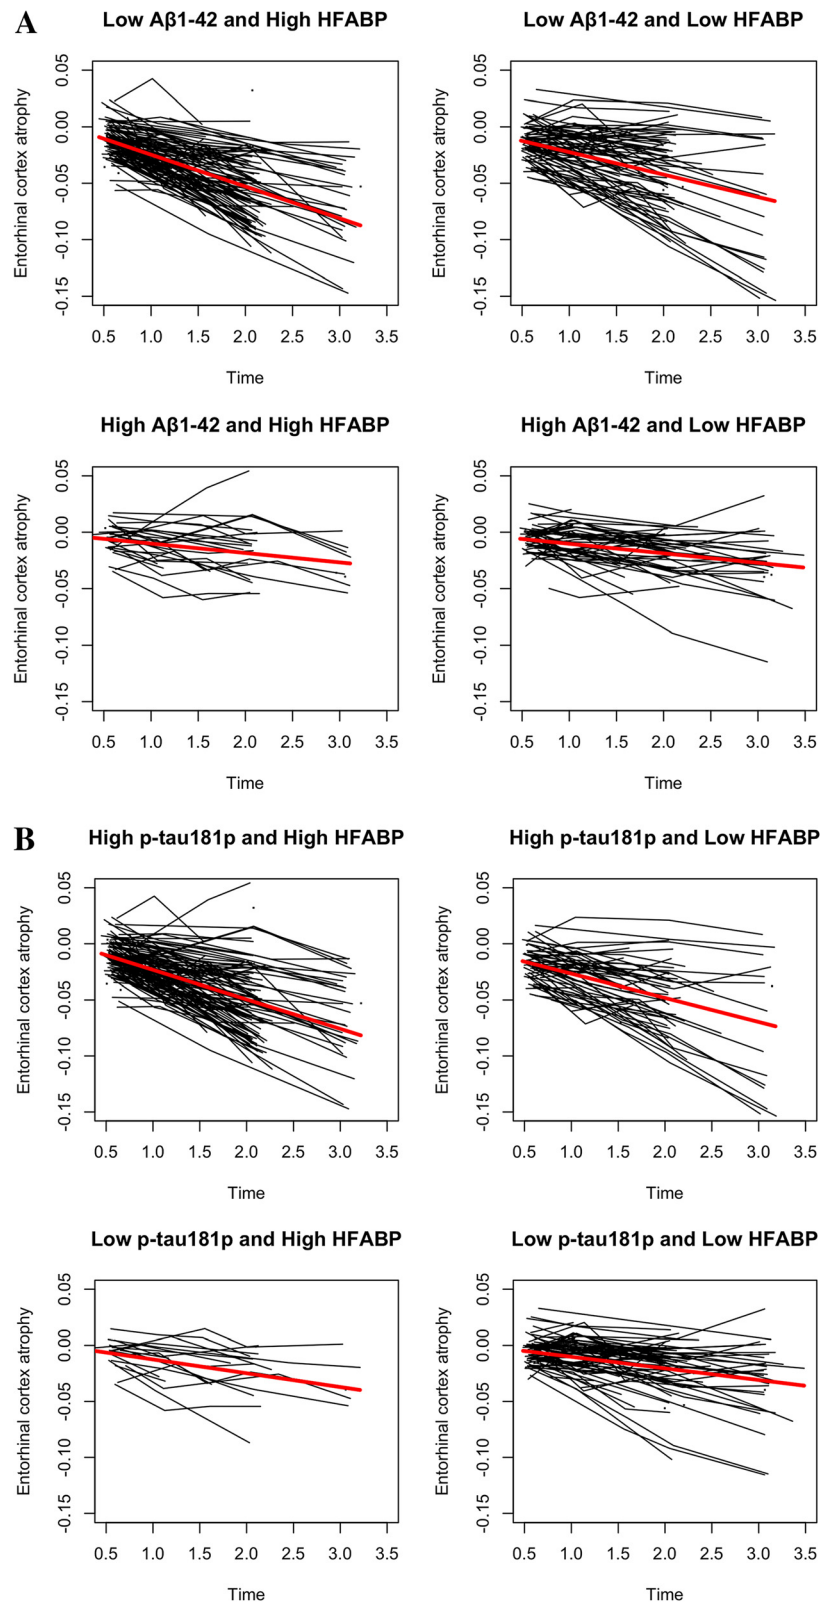 A
Low Aβ1-42 and High HFABP
Entorhinal cortex atrophy
0.05
0.00
-0.05
-0.10
-0.15
0.5 1.0 1.5 2.0 2.5 3.0 3.5
Time
Low Aβ1-42 and Low HFABP
Entorhinal cortex atrophy
0.05
0.00
-0.05
-0.10
-0.15
0.5 1.0 1.5 2.0 2.5 3.0 3.5
Time
High Aβ1-42 and High HFABP
Entorhinal cortex atrophy
0.05
0.00
-0.05
-0.10
-0.15
0.5 1.0 1.5 2.0 2.5 3.0 3.5
Time
High Aβ1-42 and Low HFABP
Entorhinal cortex atrophy
0.05
0.00
-0.05
-0.10
-0.15
0.5 1.0 1.5 2.0 2.5 3.0 3.5
Time
B
High p-tau181p and High HFABP
Entorhinal cortex atrophy
0.05
0.00
-0.05
-0.10
-0.15
0.5 1.0 1.5 2.0 2.5 3.0 3.5
Time
High p-tau181p and Low HFABP
Entorhinal cortex atrophy
0.05
0.00
-0.05
-0.10
-0.15
0.5 1.0 1.5 2.0 2.5 3.0 3.5
Time
Low p-tau181p and High HFABP
Entorhinal cortex atrophy
0.05
0.00
-0.05
-0.10
-0.15
0.5 1.0 1.5 2.0 2.5 3.0 3.5
Time
Low p-tau181p and Low HFABP
Entorhinal cortex atrophy
0.05
0.00
-0.05
-0.10
-0.15
0.5 1.0 1.5 2.0 2.5 3.0 3.5
Time